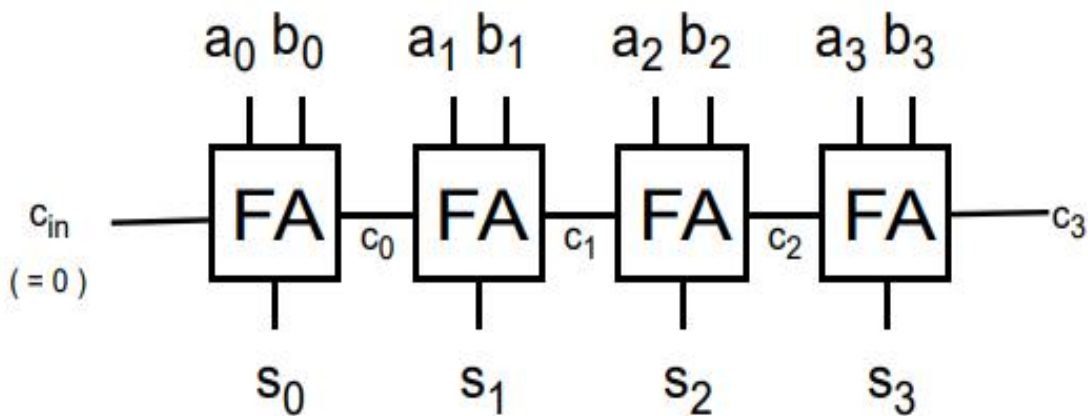 a₀ b₀ a₁ b₁ a₂ b₂ a₃ b₃
FA FA FA FA
c_in c₀ c₁ c₂ c₃
( = 0 )
s₀ s₁ s₂ s₃